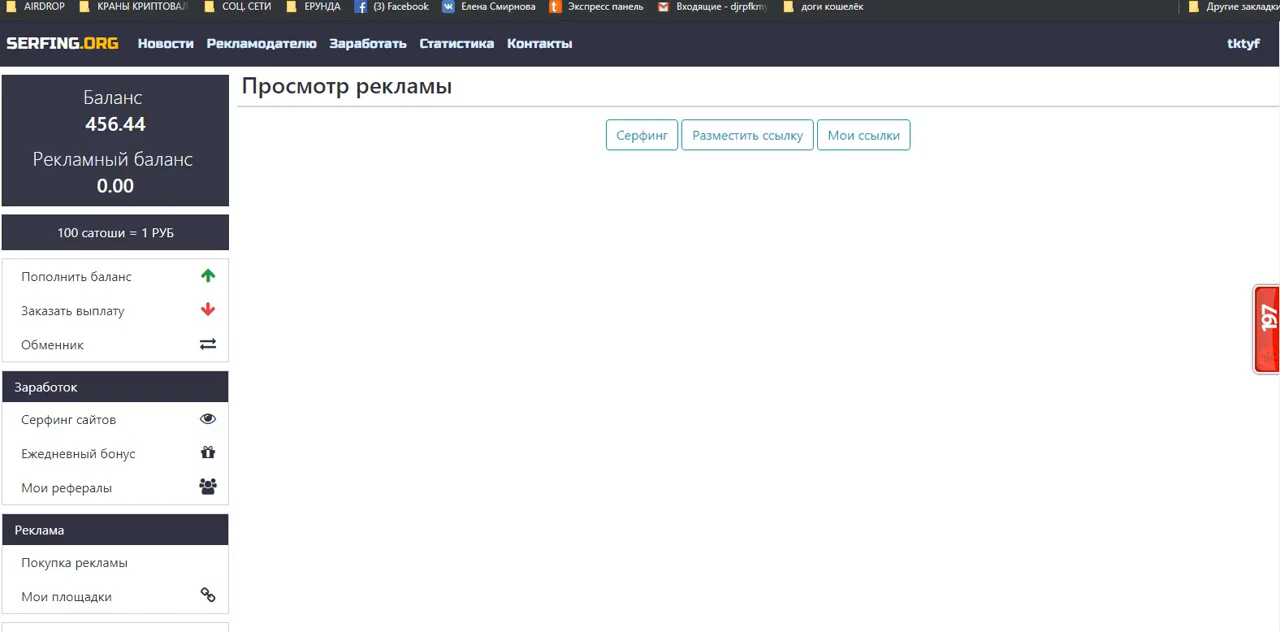 AIRDROP КРАНЫ КРИПТОВАЛ СОЦ. СЕТИ ЕРУНДА (3) Facebook Елена Смирнова Экспресс панель Входящие - djrpfkmy доги кошелёк Другие закладки
SERFING.ORG Новости Рекламодателю Заработать Статистика Контакты tktyf
Баланс
456.44
Рекламный баланс
0.00
100 сатоши = 1 РУБ
Пополнить баланс
Заказать выплату
Обменник
Заработок
Серфинг сайтов
Ежедневный бонус
Мои рефералы
Реклама
Покупка рекламы
Мои площадки
Просмотр рекламы
Серфинг Разместить ссылку Мои ссылки
197